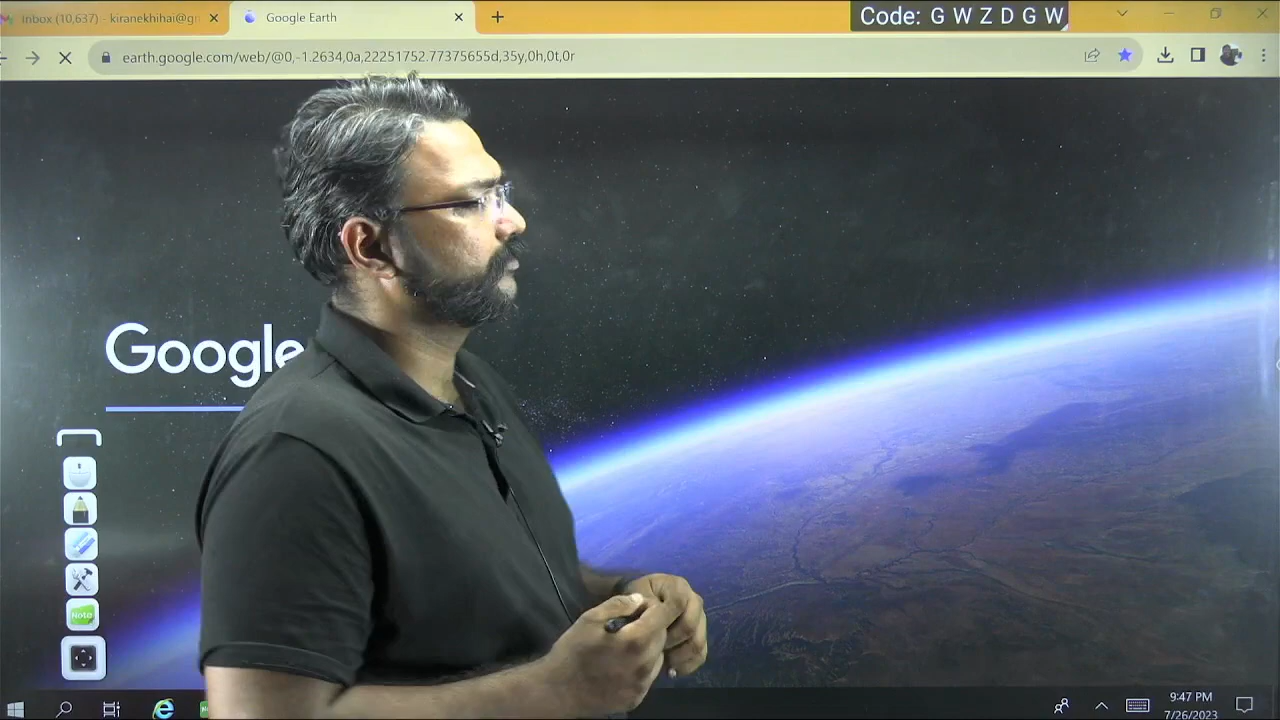 Inbox (10,637) - kiranekhihai@gm
Google Earth
Code: G W Z D G W
earth.google.com/web/@0,-1.2634,0a,22251752.77375655d,35y,0h,0t,0r
Google
Note
9:47 PM
7/26/2023